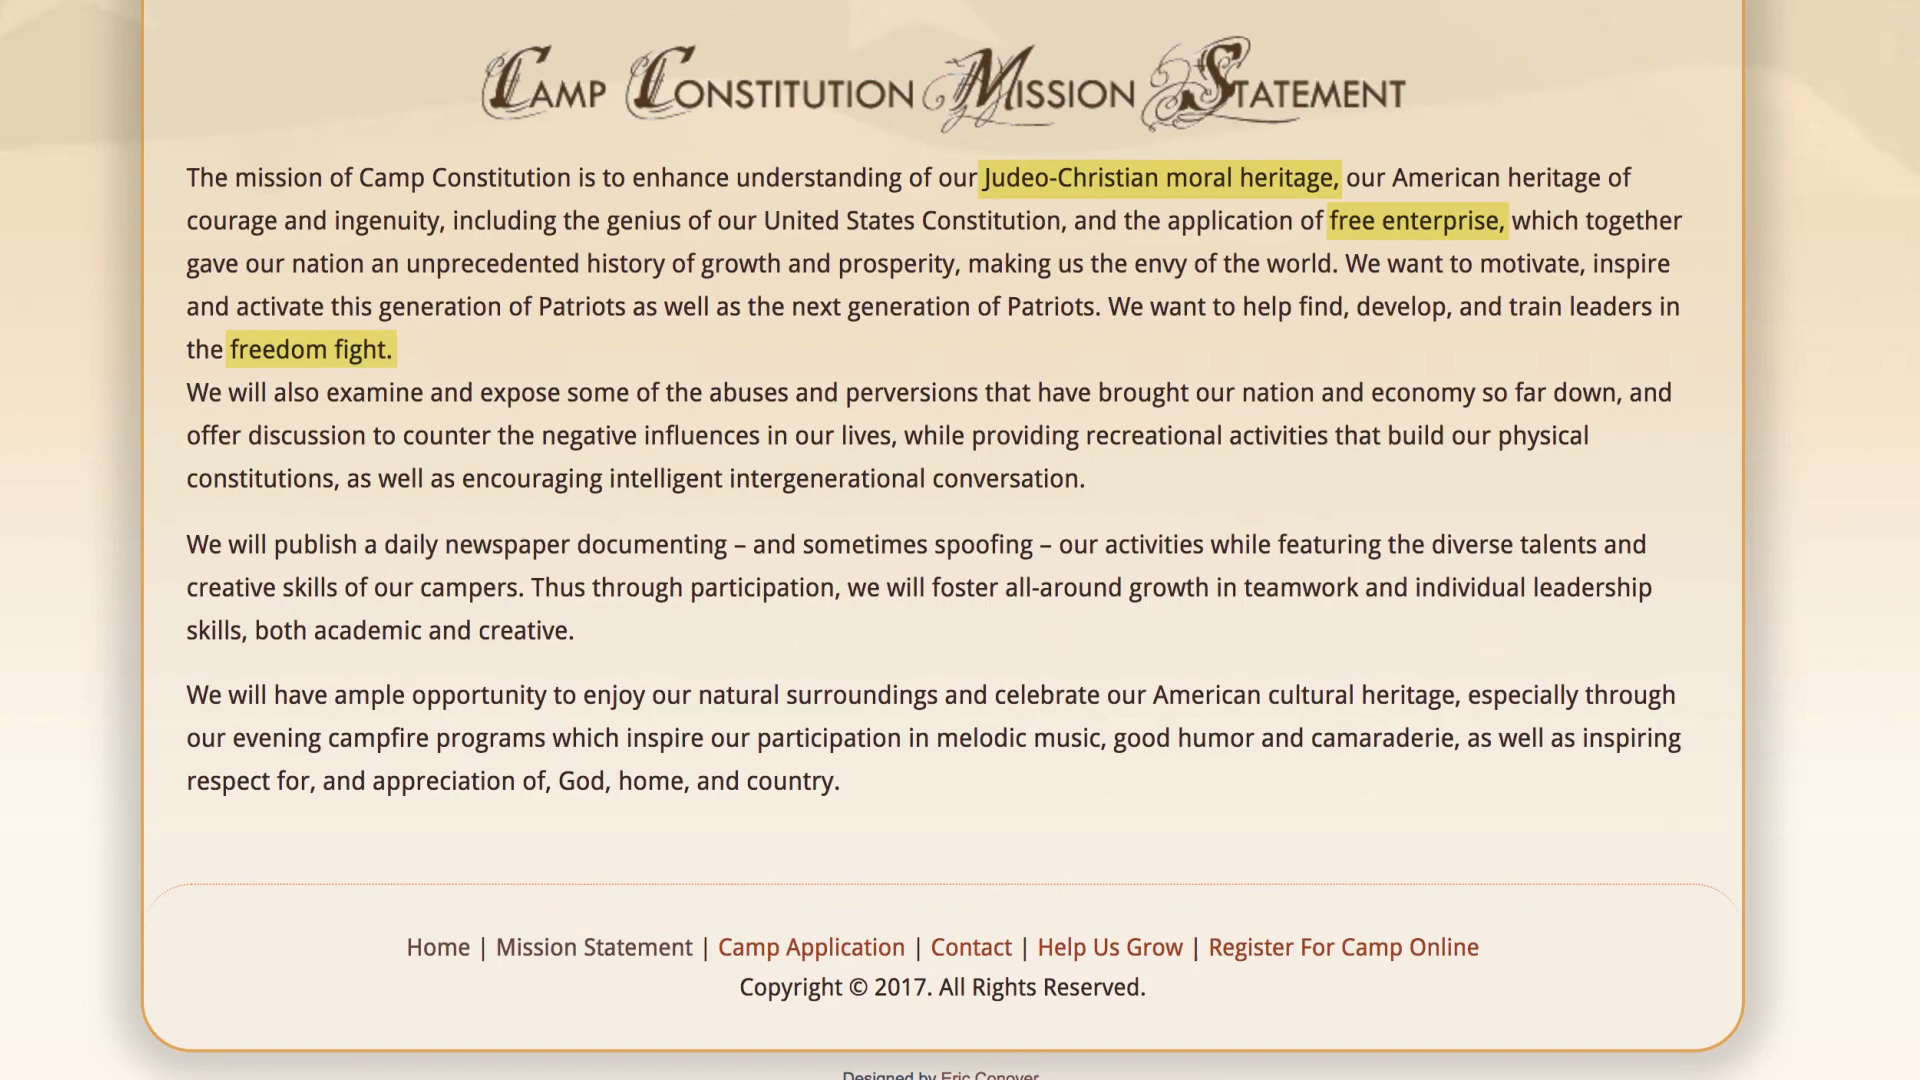 Camp Constitution Mission Statement
The mission of Camp Constitution is to enhance understanding of our Judeo-Christian moral heritage, our American heritage of
courage and ingenuity, including the genius of our United States Constitution, and the application of free enterprise, which together
gave our nation an unprecedented history of growth and prosperity, making us the envy of the world. We want to motivate, inspire
and activate this generation of Patriots as well as the next generation of Patriots. We want to help find, develop, and train leaders in
the freedom fight.
We will also examine and expose some of the abuses and perversions that have brought our nation and economy so far down, and
offer discussion to counter the negative influences in our lives, while providing recreational activities that build our physical
constitutions, as well as encouraging intelligent intergenerational conversation.
We will publish a daily newspaper documenting – and sometimes spoofing – our activities while featuring the diverse talents and
creative skills of our campers. Thus through participation, we will foster all-around growth in teamwork and individual leadership
skills, both academic and creative.
We will have ample opportunity to enjoy our natural surroundings and celebrate our American cultural heritage, especially through
our evening campfire programs which inspire our participation in melodic music, good humor and camaraderie, as well as inspiring
respect for, and appreciation of, God, home, and country.
Home | Mission Statement | Camp Application | Contact | Help Us Grow | Register For Camp Online
Copyright © 2017. All Rights Reserved.
Designed by Eric Conover